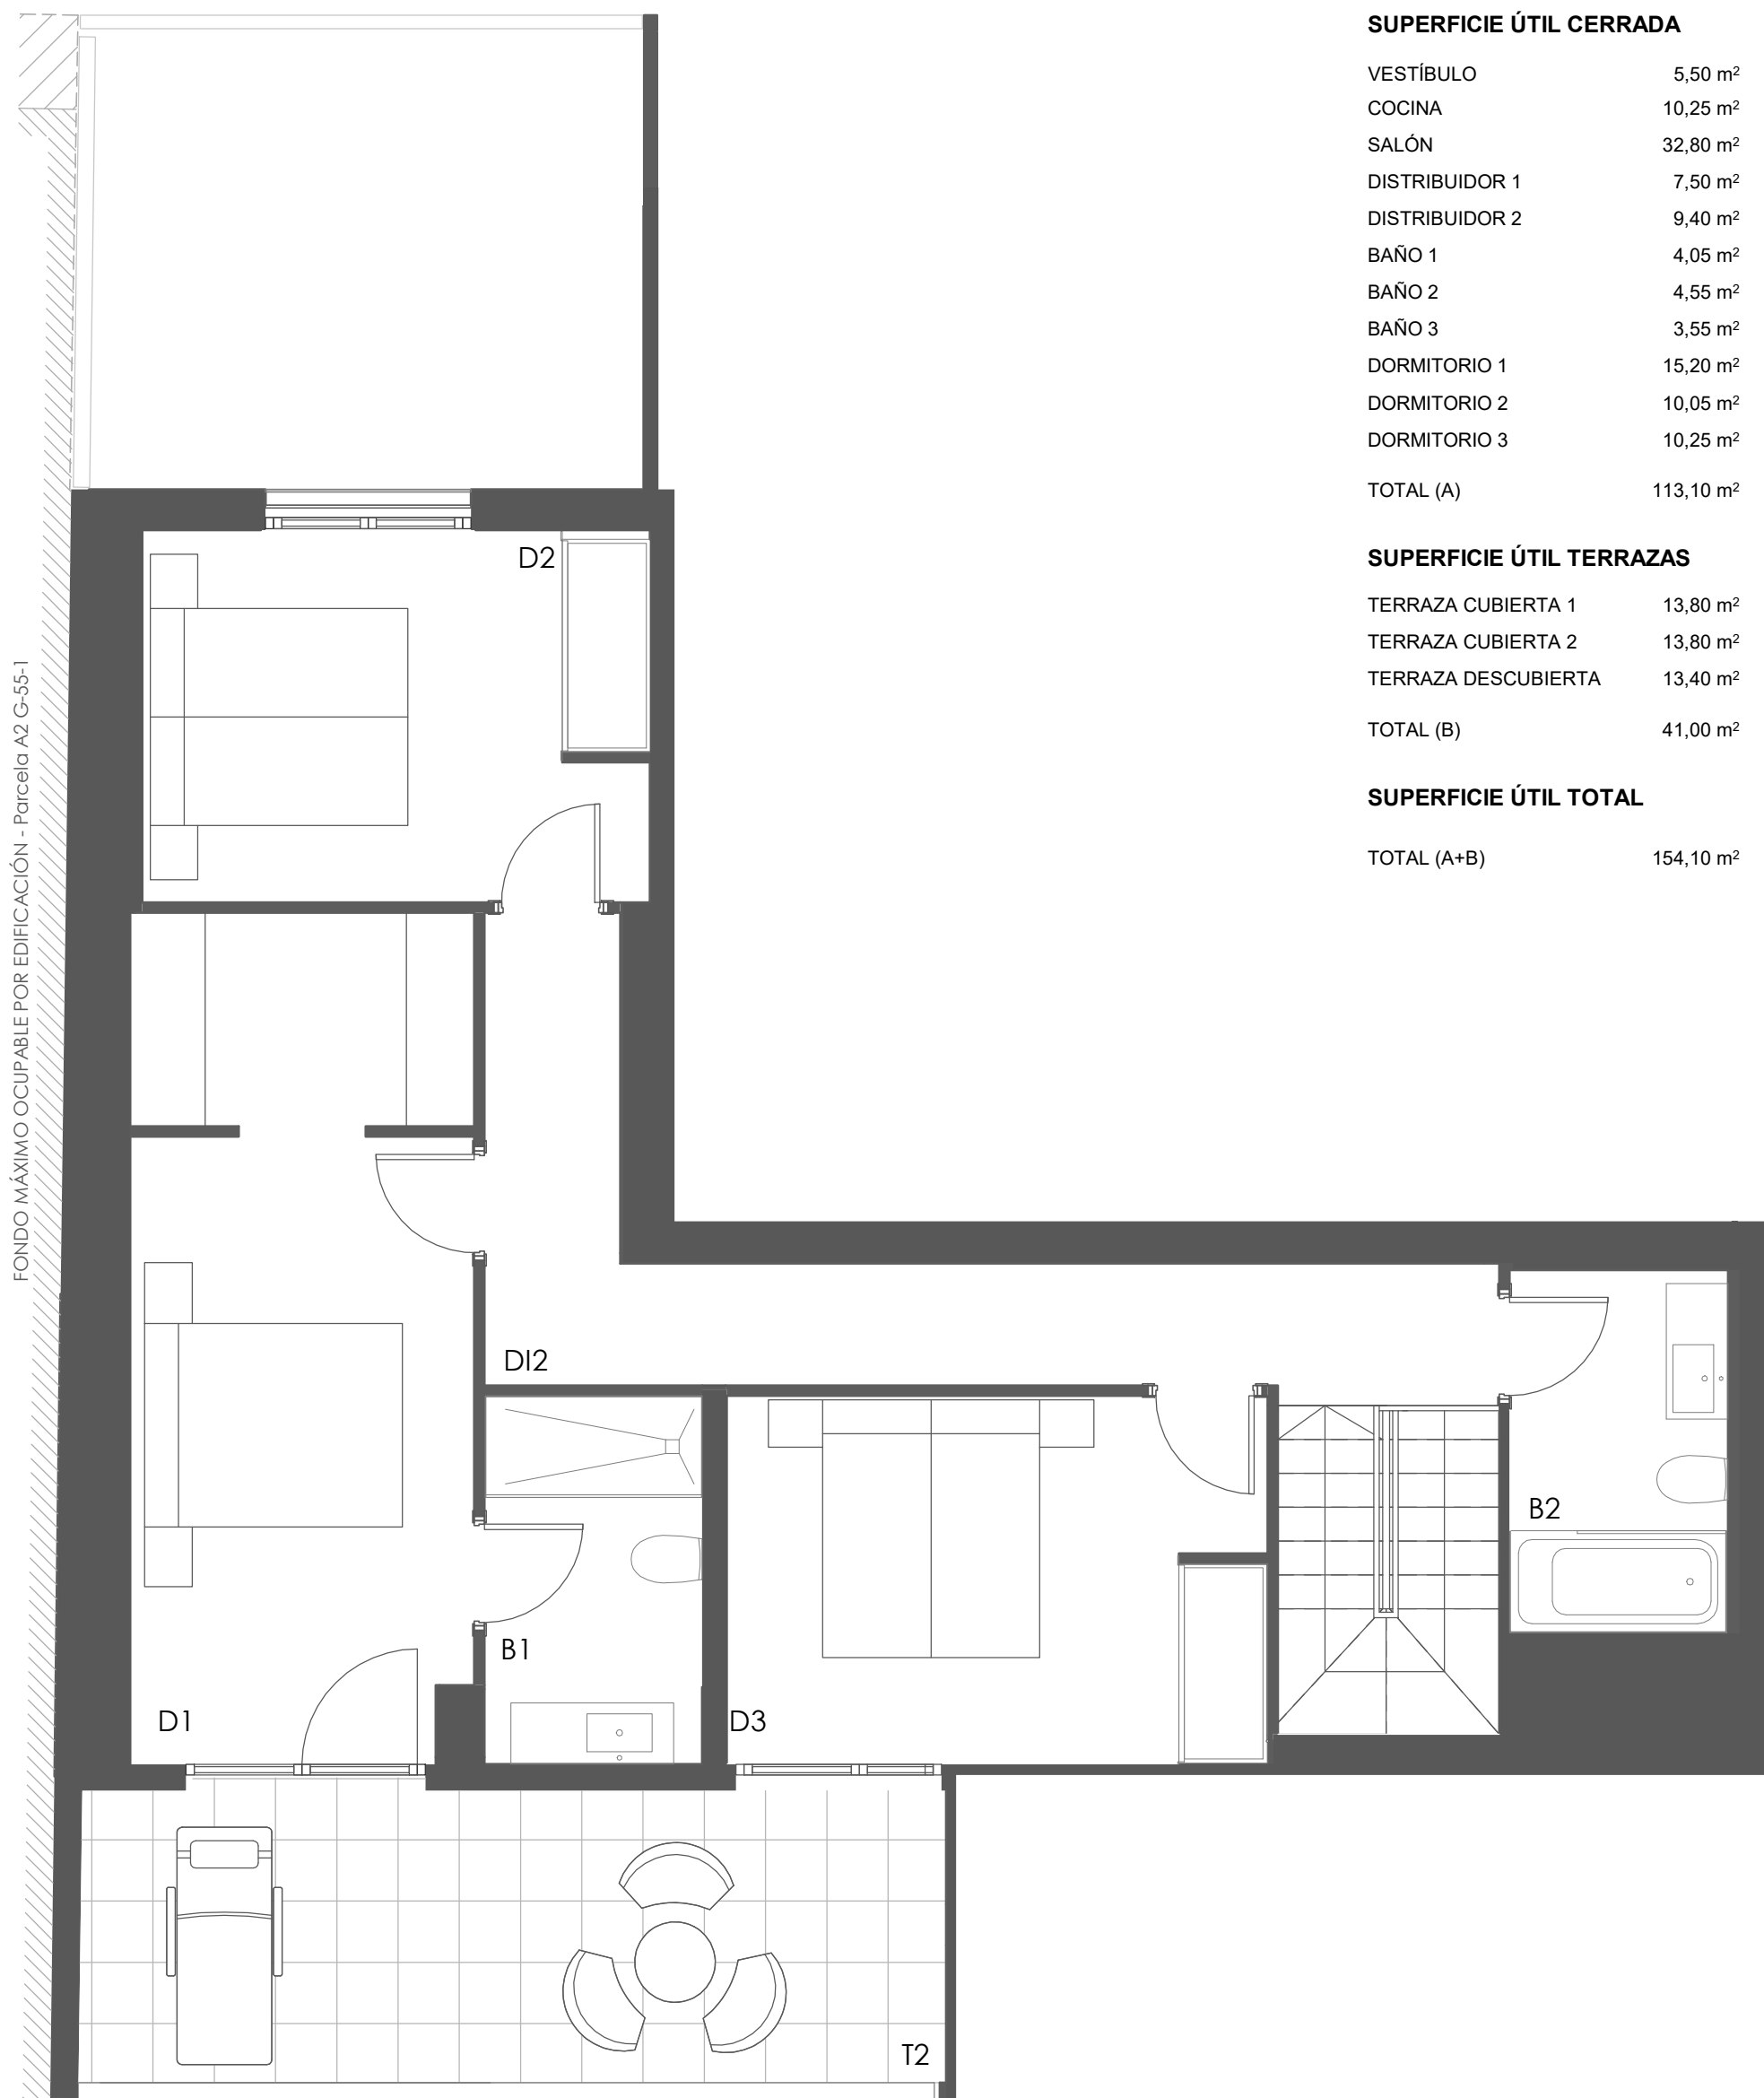 SUPERFICIE ÚTIL CERRADA
VESTÍBULO 5,50 m²
COCINA 10,25 m²
SALÓN 32,80 m²
DISTRIBUIDOR 1 7,50 m²
DISTRIBUIDOR 2 9,40 m²
BAÑO 1 4,05 m²
BAÑO 2 4,55 m²
BAÑO 3 3,55 m²
DORMITORIO 1 15,20 m²
DORMITORIO 2 10,05 m²
DORMITORIO 3 10,25 m²
TOTAL (A) 113,10 m²
SUPERFICIE ÚTIL TERRAZAS
TERRAZA CUBIERTA 1 13,80 m²
TERRAZA CUBIERTA 2 13,80 m²
TERRAZA DESCUBIERTA 13,40 m²
TOTAL (B) 41,00 m²
SUPERFICIE ÚTIL TOTAL
TOTAL (A+B) 154,10 m²
FONDO MÁXIMO OCUPABLE POR EDIFICACIÓN - Parcela A2 G-55-1
D2
DI2
B2
B1
D1
D3
T2